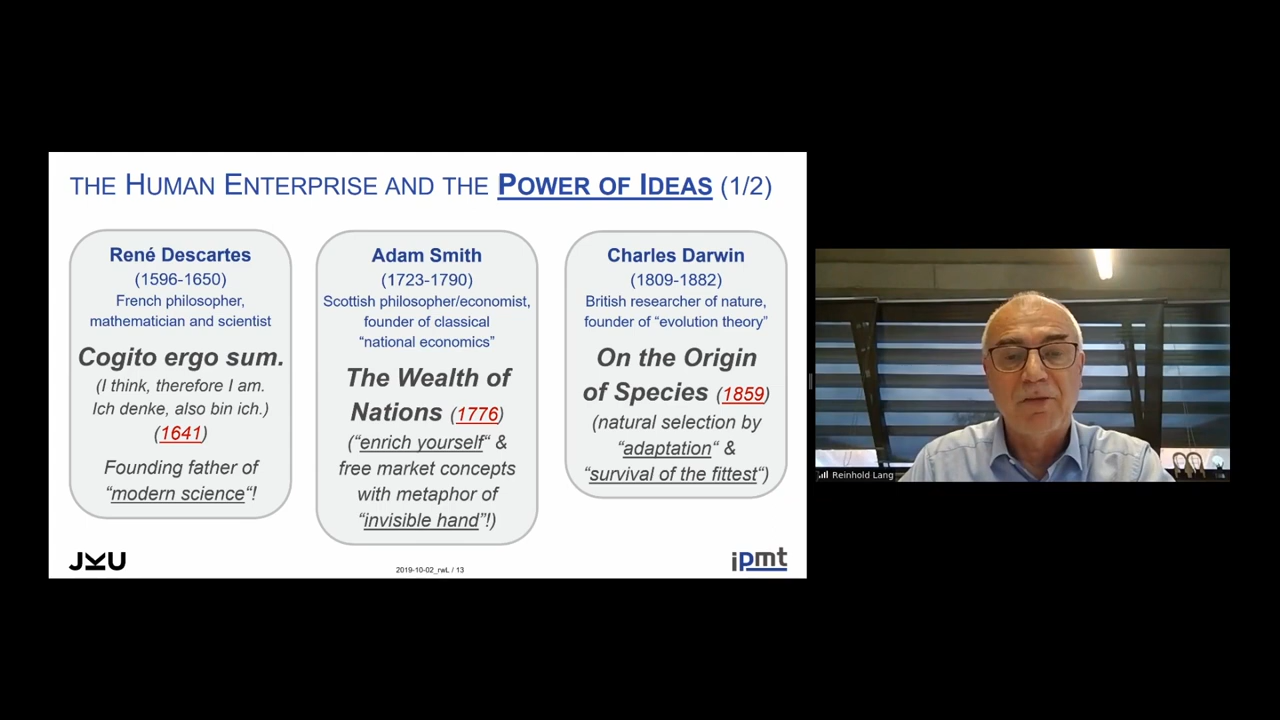 THE HUMAN ENTERPRISE AND THE POWER OF IDEAS (1/2)
René Descartes
(1596-1650)
French philosopher,
mathematician and scientist
Cogito ergo sum.
(I think, therefore I am.
Ich denke, also bin ich.)
(1641)
Founding father of
“modern science“!
Adam Smith
(1723-1790)
Scottish philosopher/economist,
founder of classical
“national economics”
The Wealth of
Nations (1776)
(“enrich yourself“ &
free market concepts
with metaphor of
“invisible hand”!)
Charles Darwin
(1809-1882)
British researcher of nature,
founder of “evolution theory”
On the Origin
of Species (1859)
(natural selection by
“adaptation“ &
“survival of the fittest“)
JKU
2019-10-02_rwL / 13
ipmt
Reinhold Lang